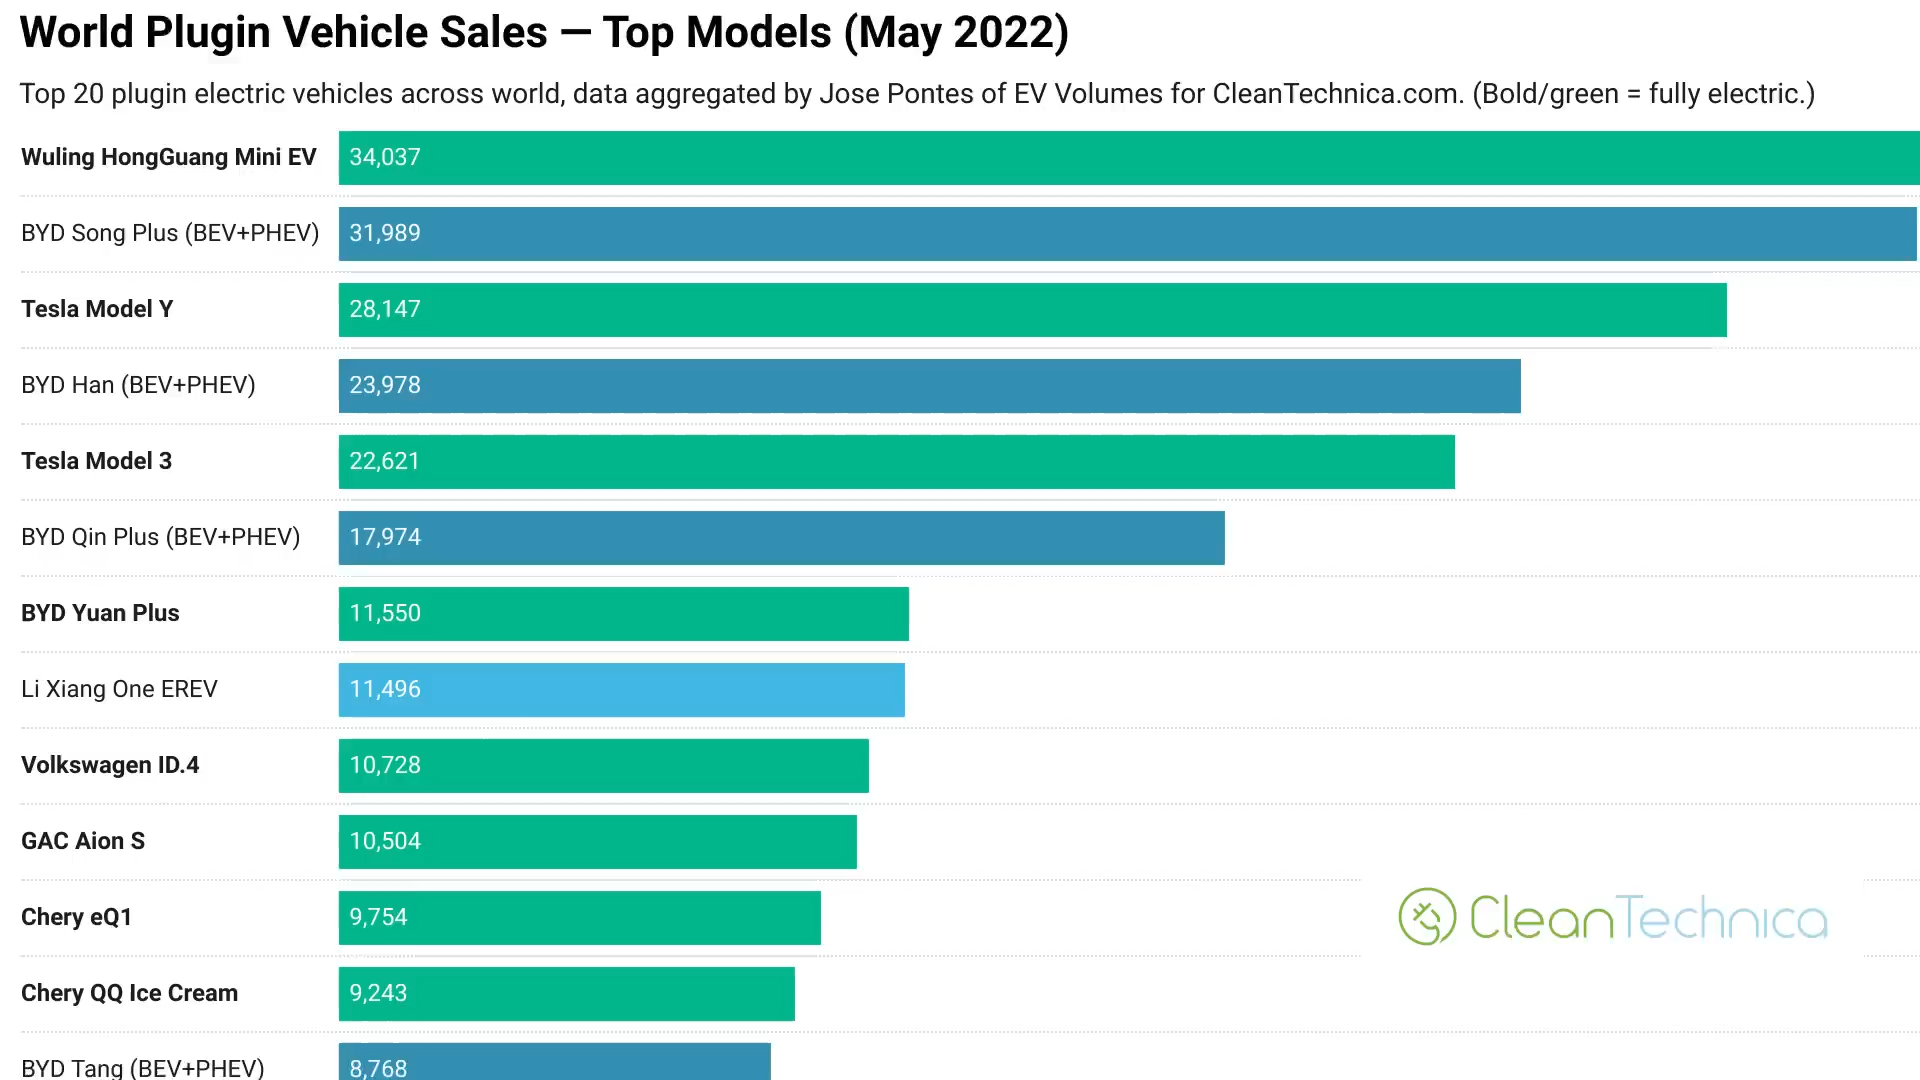 World Plugin Vehicle Sales — Top Models (May 2022)
Top 20 plugin electric vehicles across world, data aggregated by Jose Pontes of EV Volumes for CleanTechnica.com. (Bold/green = fully electric.)
Wuling HongGuang Mini EV 34,037
BYD Song Plus (BEV+PHEV) 31,989
Tesla Model Y 28,147
BYD Han (BEV+PHEV) 23,978
Tesla Model 3 22,621
BYD Qin Plus (BEV+PHEV) 17,974
BYD Yuan Plus 11,550
Li Xiang One EREV 11,496
Volkswagen ID.4 10,728
GAC Aion S 10,504
Chery eQ1 9,754
CleanTechnica
Chery QQ Ice Cream 9,243
BYD Tang (BEV+PHEV) 8,768